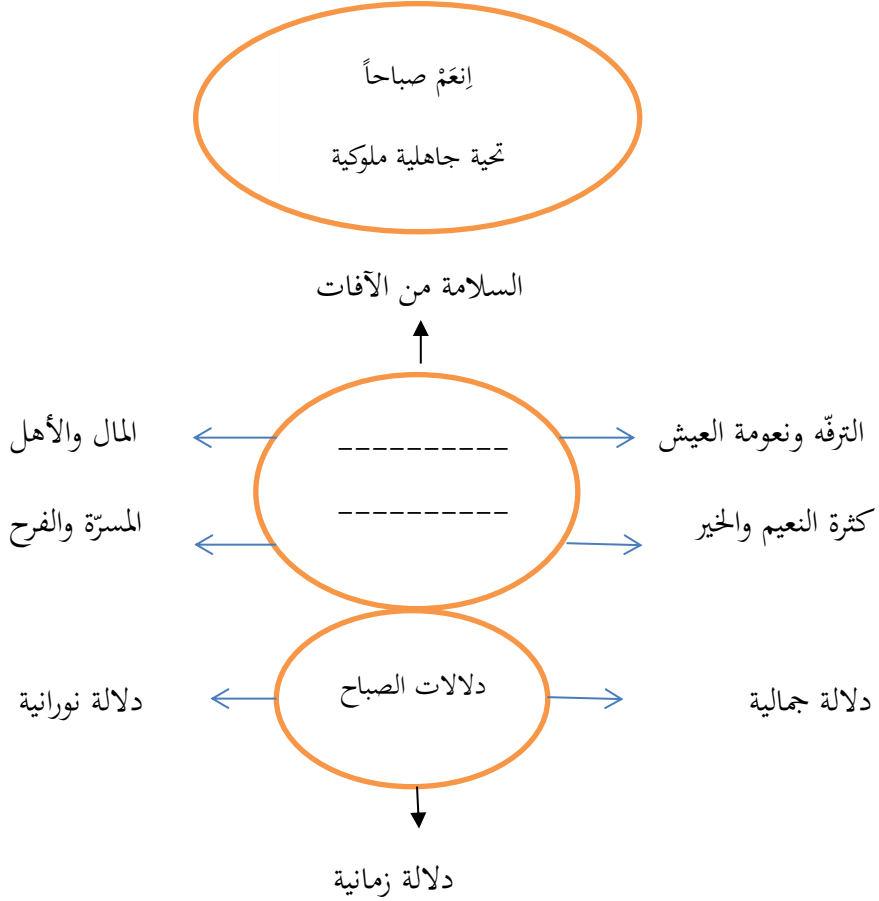 اِنعَمْ صباحاً
تحية جاهلية ملوكية
السلامة من الآفات
الترفّه ونعومة العيش
المال والأهل
----------
كثرة النعيم والخير
المسرّة والفرح
----------
دلالات الصباح
دلالة جمالية
دلالة نورانية
دلالة زمانية